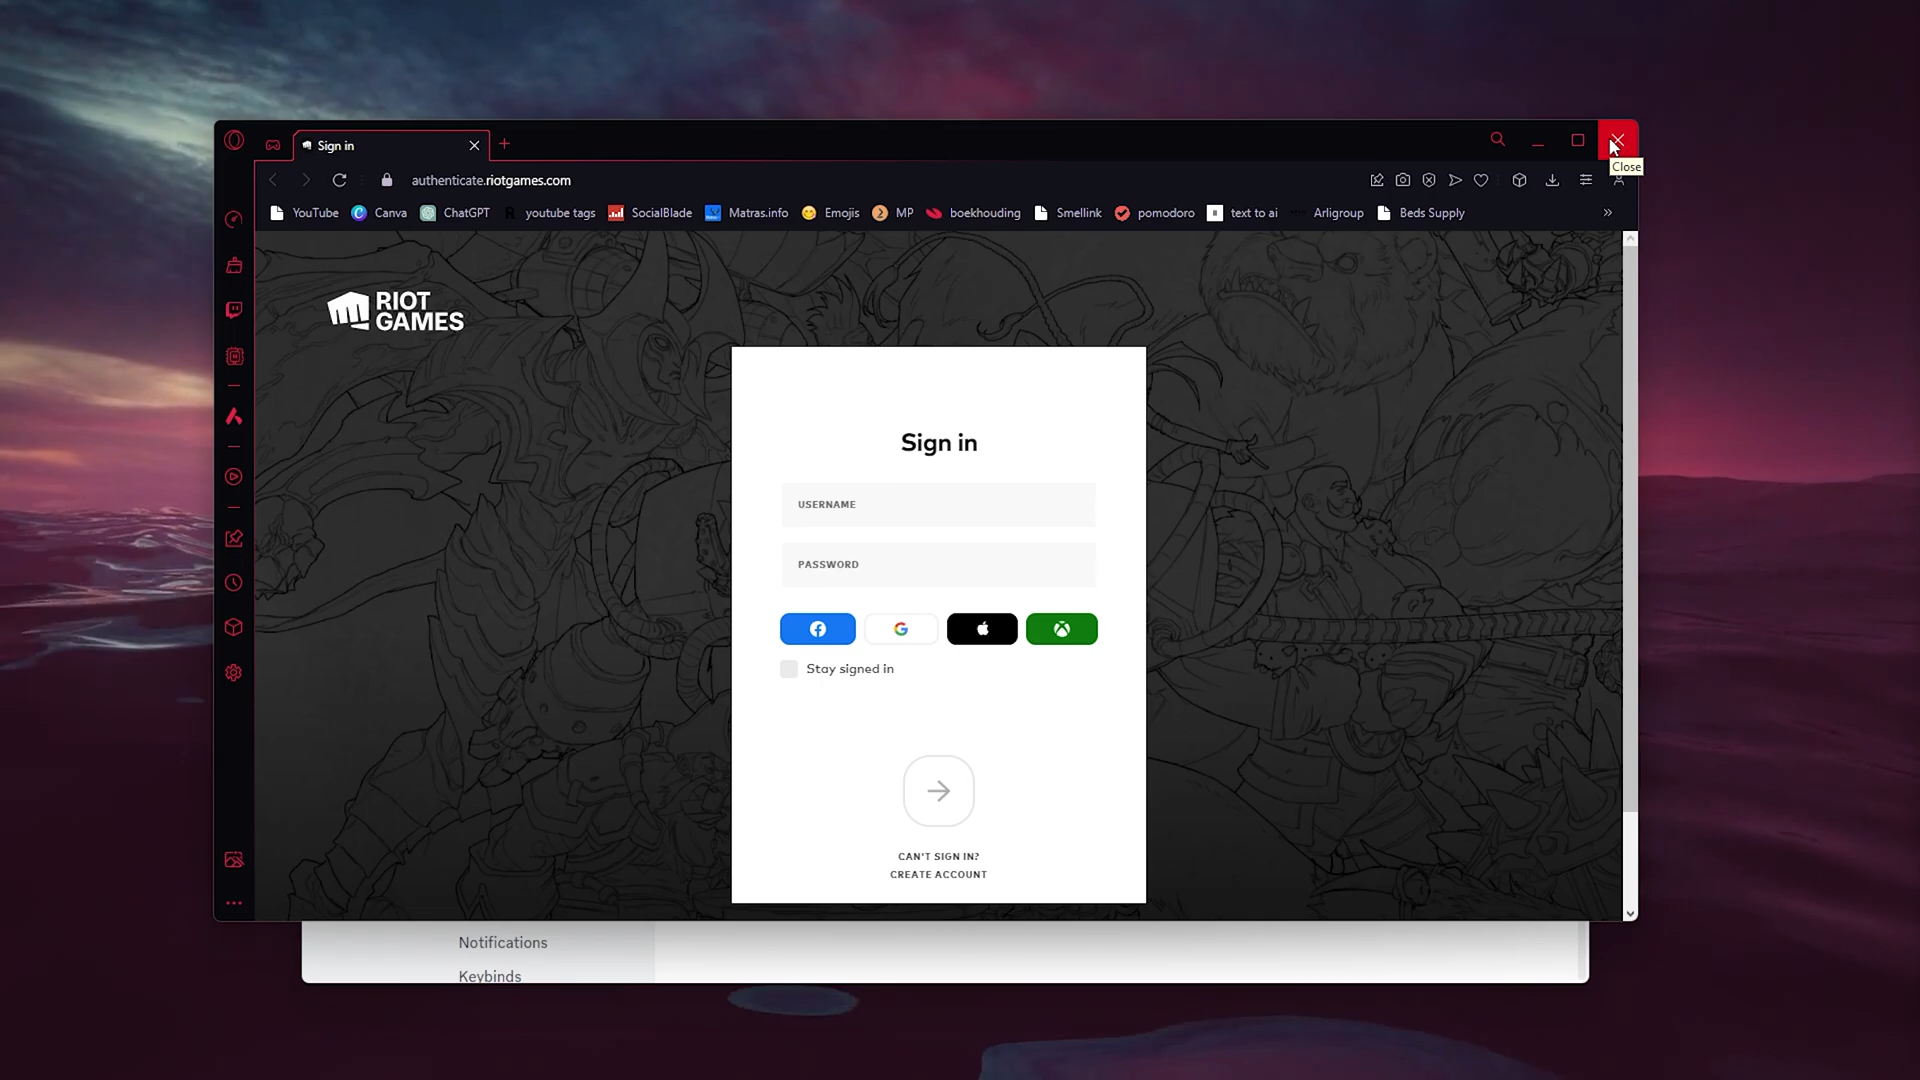 Sign in
Close
authenticate.riotgames.com
YouTube Canva ChatGPT youtube tags SocialBlade Matras.info Emojis MP boekhouding Smellink pomodoro text to ai Arligroup Beds Supply »
RIOT
GAMES
Sign in
USERNAME
PASSWORD
Stay signed in
CAN'T SIGN IN?
CREATE ACCOUNT
Notifications
Keybinds